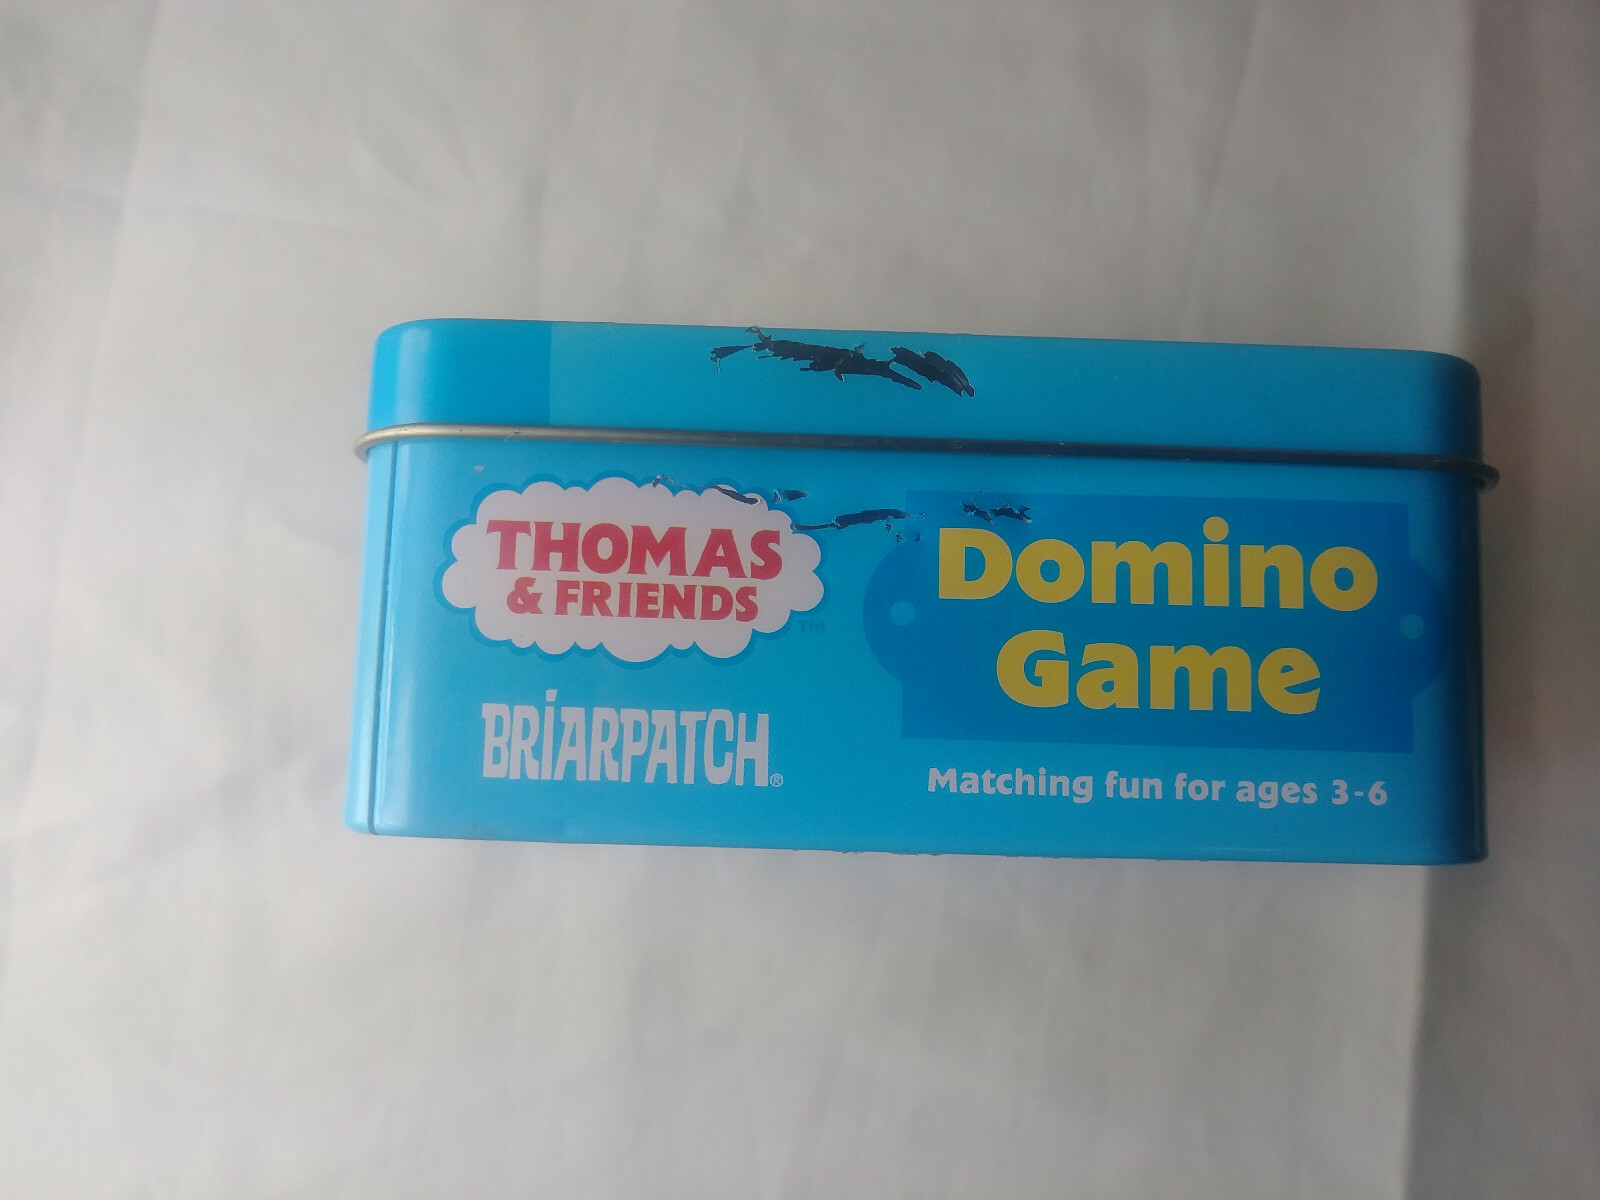 THOMAS
& FRIENDS
TM
BRiARPATCH®
Domino
Game
Matching fun for ages 3-6